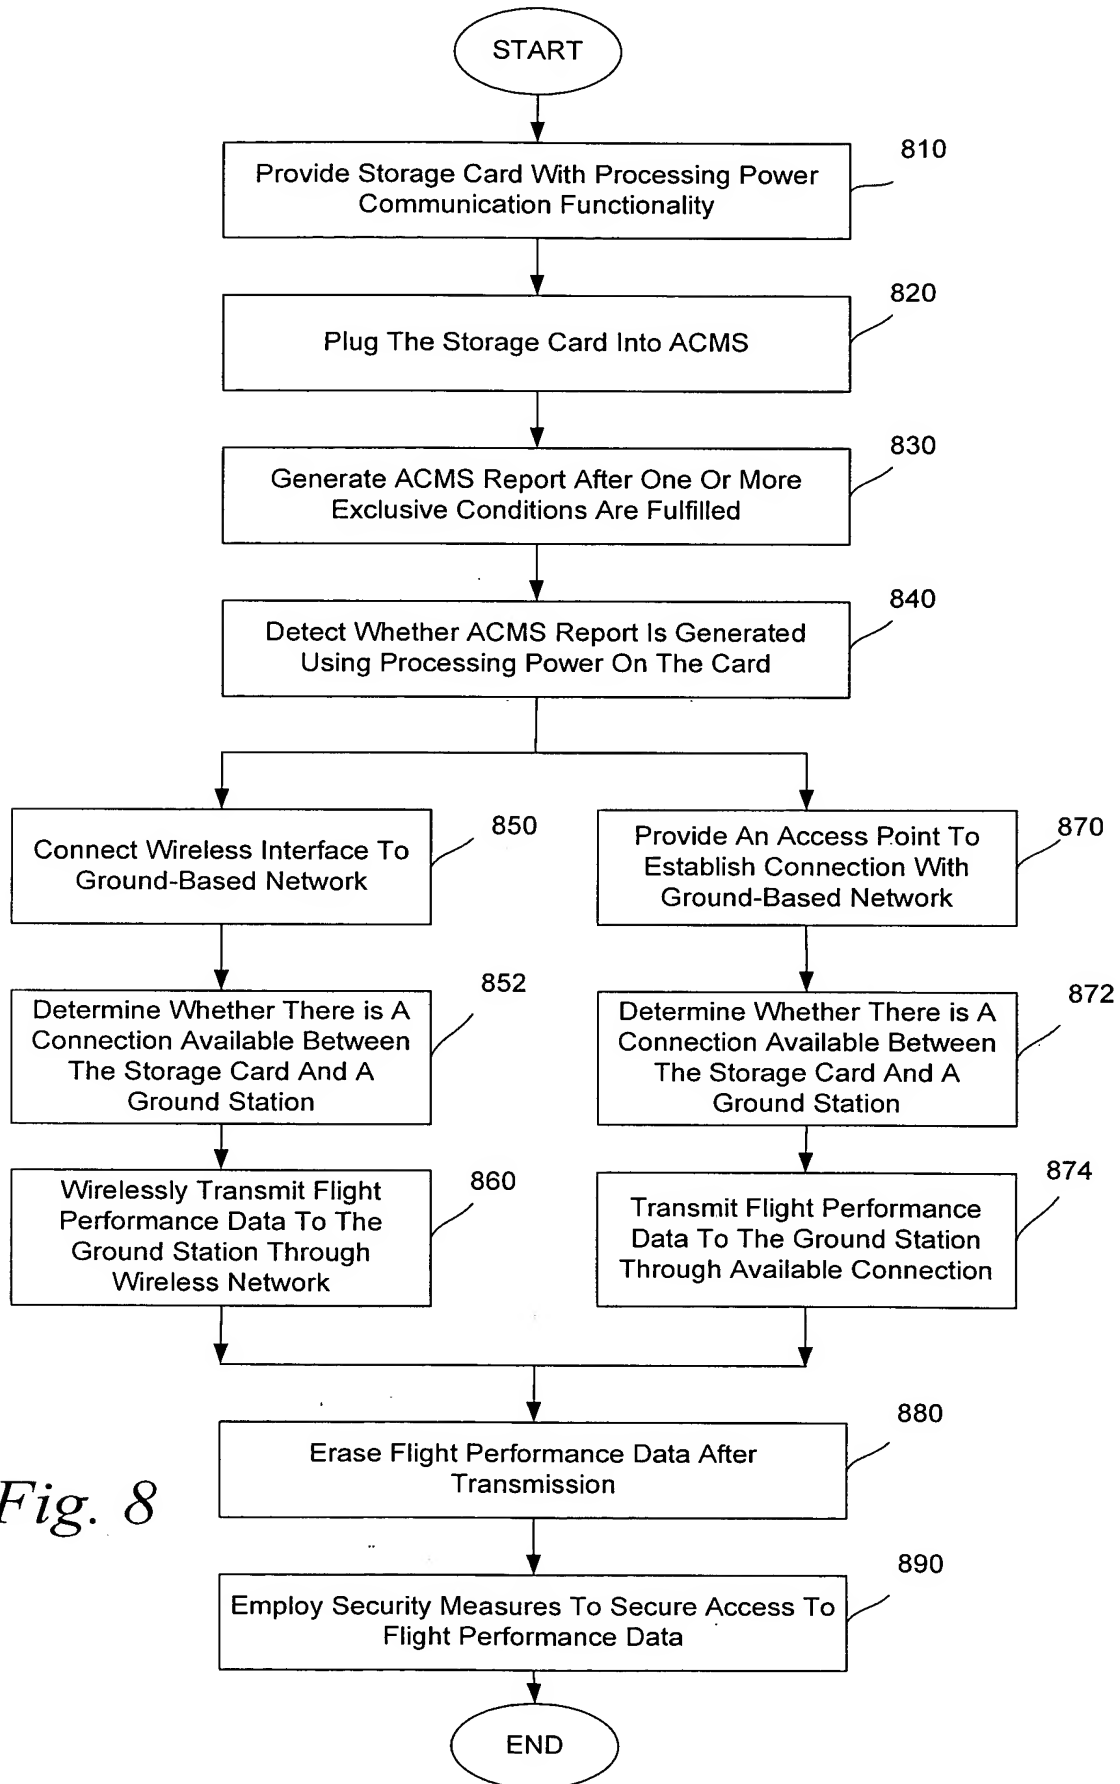 START
810
Provide Storage Card With Processing Power
Communication Functionality
820
Plug The Storage Card Into ACMS
830
Generate ACMS Report After One Or More
Exclusive Conditions Are Fulfilled
840
Detect Whether ACMS Report Is Generated
Using Processing Power On The Card
850
Connect Wireless Interface To
Ground-Based Network
870
Provide An Access Point To
Establish Connection With
Ground-Based Network
852
Determine Whether There is A
Connection Available Between
The Storage Card And A
Ground Station
872
Determine Whether There is A
Connection Available Between
The Storage Card And A
Ground Station
860
Wirelessly Transmit Flight
Performance Data To The
Ground Station Through
Wireless Network
874
Transmit Flight Performance
Data To The Ground Station
Through Available Connection
880
Erase Flight Performance Data After
Transmission
Fig. 8
890
Employ Security Measures To Secure Access To
Flight Performance Data
END